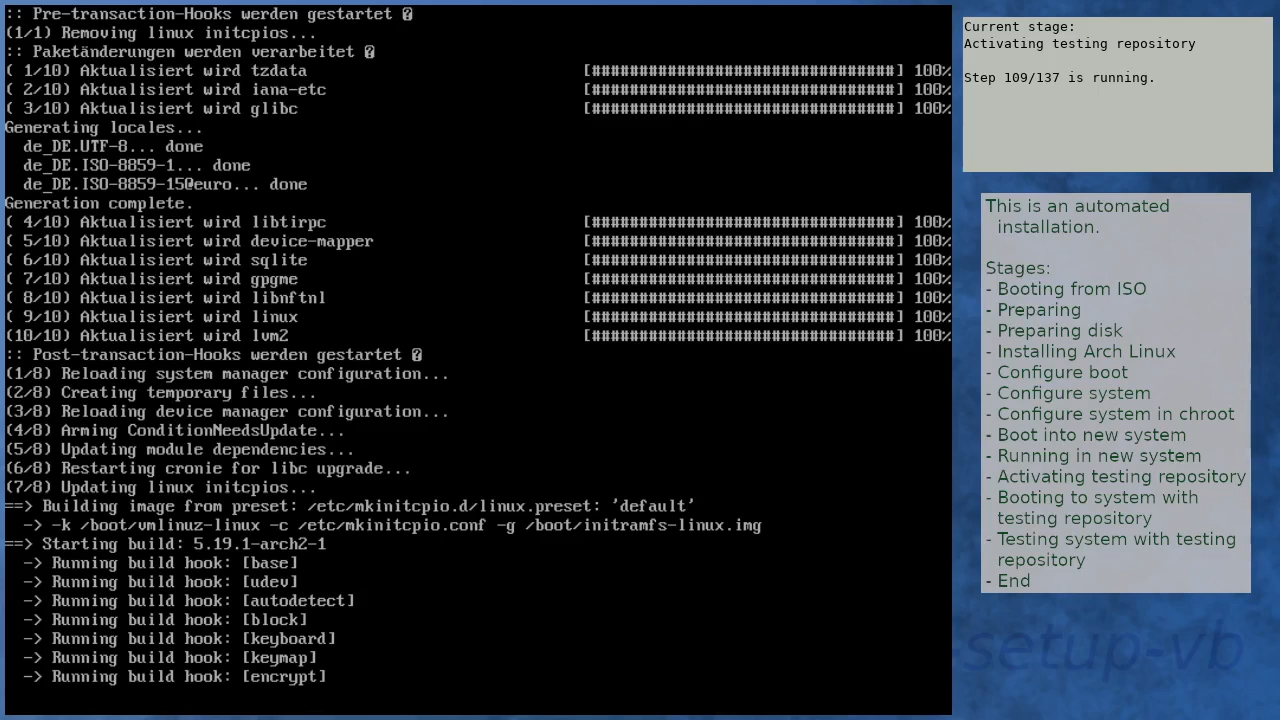 :: Pre-transaction-Hooks werden gestartet �
(1/1) Removing linux initcpios...
:: Paketänderungen werden verarbeitet �
( 1/10) Aktualisiert wird tzdata [################################] 100%
( 2/10) Aktualisiert wird iana-etc [################################] 100%
( 3/10) Aktualisiert wird glibc [################################] 100%
Generating locales...
de_DE.UTF-8... done
de_DE.ISO-8859-1... done
de_DE.ISO-8859-15@euro... done
Generation complete.
( 4/10) Aktualisiert wird libtirpc [################################] 100%
( 5/10) Aktualisiert wird device-mapper [################################] 100%
( 6/10) Aktualisiert wird sqlite [################################] 100%
( 7/10) Aktualisiert wird gpgme [################################] 100%
( 8/10) Aktualisiert wird libnftnl [################################] 100%
( 9/10) Aktualisiert wird linux [################################] 100%
(10/10) Aktualisiert wird lvm2 [################################] 100%
:: Post-transaction-Hooks werden gestartet �
(1/8) Reloading system manager configuration...
(2/8) Creating temporary files...
(3/8) Reloading device manager configuration...
(4/8) Arming ConditionNeedsUpdate...
(5/8) Updating module dependencies...
(6/8) Restarting cronie for libc upgrade...
(7/8) Updating linux initcpios...
==> Building image from preset: /etc/mkinitcpio.d/linux.preset: 'default'
-> -k /boot/vmlinuz-linux -c /etc/mkinitcpio.conf -g /boot/initramfs-linux.img
==> Starting build: 5.19.1-arch2-1
-> Running build hook: [base]
-> Running build hook: [udev]
-> Running build hook: [autodetect]
-> Running build hook: [block]
-> Running build hook: [keyboard]
-> Running build hook: [keymap]
-> Running build hook: [encrypt]
Current stage:
Activating testing repository
Step 109/137 is running.
This is an automated
installation.
Stages:
- Booting from ISO
- Preparing
- Preparing disk
- Installing Arch Linux
- Configure boot
- Configure system
- Configure system in chroot
- Boot into new system
- Running in new system
- Activating testing repository
- Booting to system with
testing repository
- Testing system with testing
repository
- End
-setup-vb